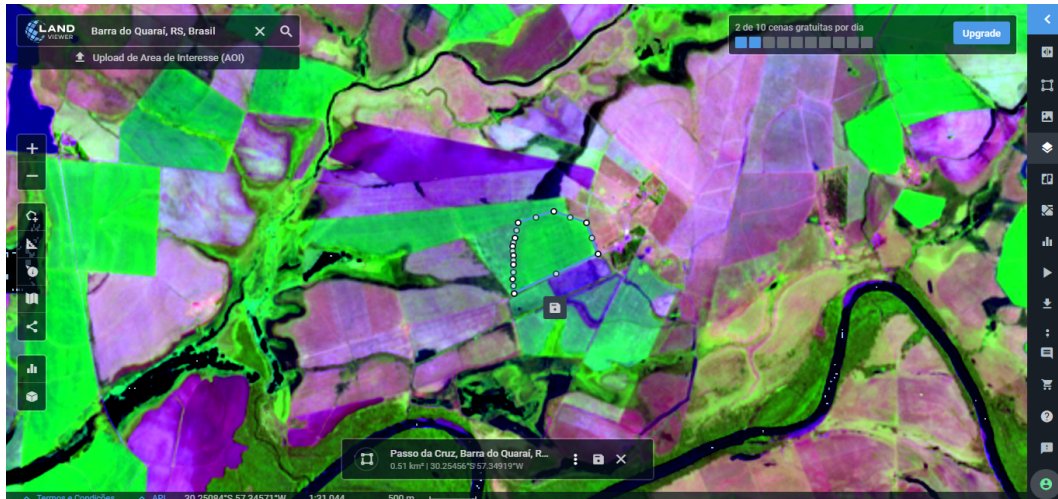 LAND
VIEWER
Barra do Quaraí, RS, Brasil
Upload de Area de Interesse (AOI)
2 de 10 cenas gratuitas por dia
Upgrade
Passo da Cruz, Barra do Quaraí, R...
0.51 km² | 30.25456°S 57.34919°W
Termos e Condições
API
30.25084°S 57.34571°W
1:31,044
500 m